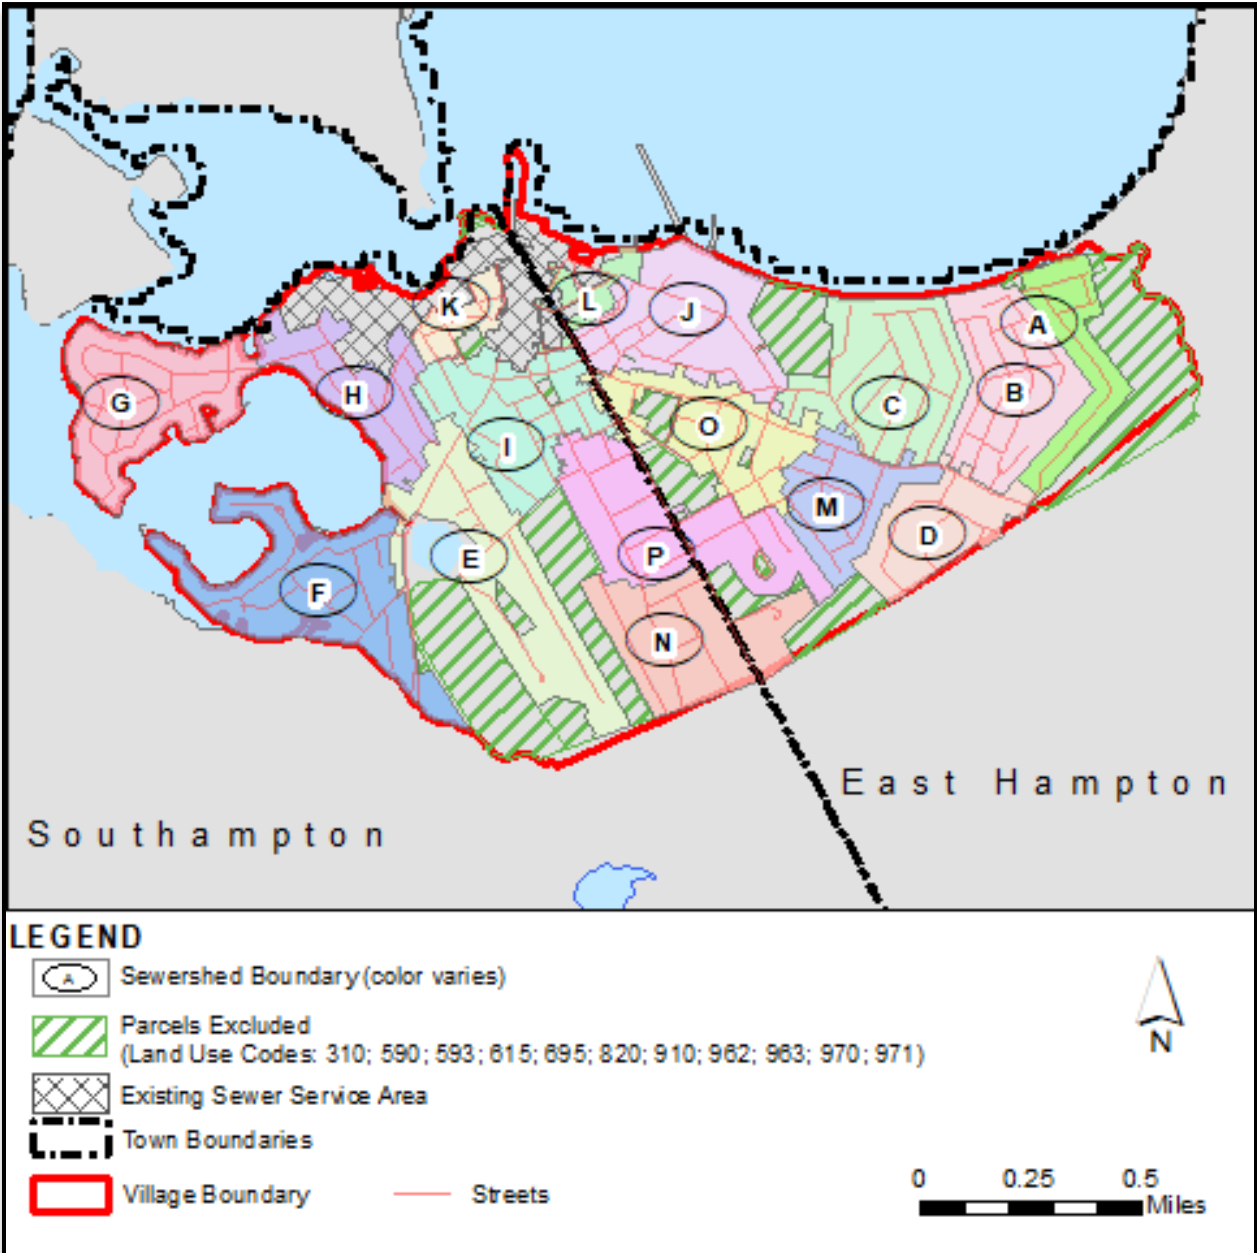 A
K
L
J
B
H
G
C
O
I
M
D
E
P
F
N
East Hampton
Southampton
LEGEND
A Sewershed Boundary (color varies)
Parcels Excluded
(Land Use Codes: 310; 590; 593; 615; 695; 820; 910; 962; 963; 970; 971)
N
Existing Sewer Service Area
Town Boundaries
0 0.25 0.5
Village Boundary Streets
Miles